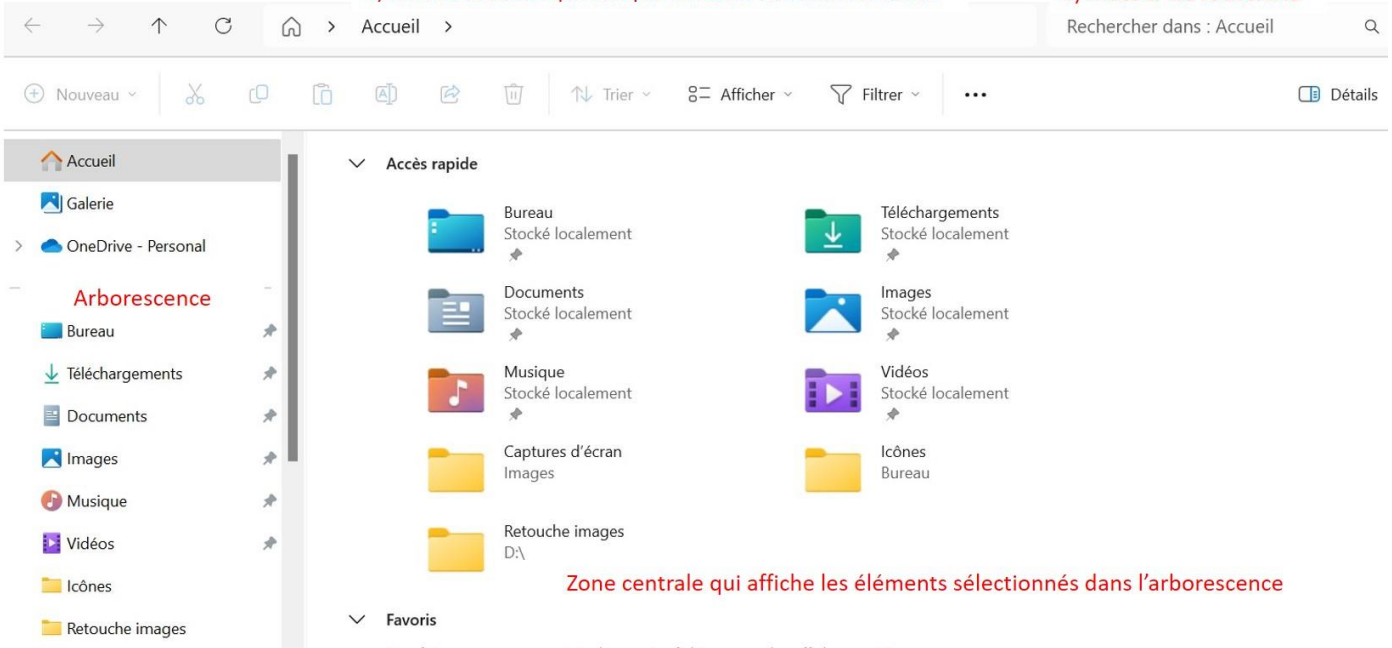 Accueil
Rechercher dans : Accueil
Nouveau
Trier
Afficher
Filtrer
Détails
Accueil
Galerie
OneDrive - Personal
Arborescence
Bureau
Téléchargements
Documents
Images
Musique
Vidéos
Icônes
Retouche images
Accès rapide
Bureau
Stocké localement
Téléchargements
Stocké localement
Documents
Stocké localement
Images
Stocké localement
Musique
Stocké localement
Vidéos
Stocké localement
Captures d'écran
Images
Icônes
Bureau
Retouche images
D:\
Zone centrale qui affiche les éléments sélectionnés dans l’arborescence
Favoris